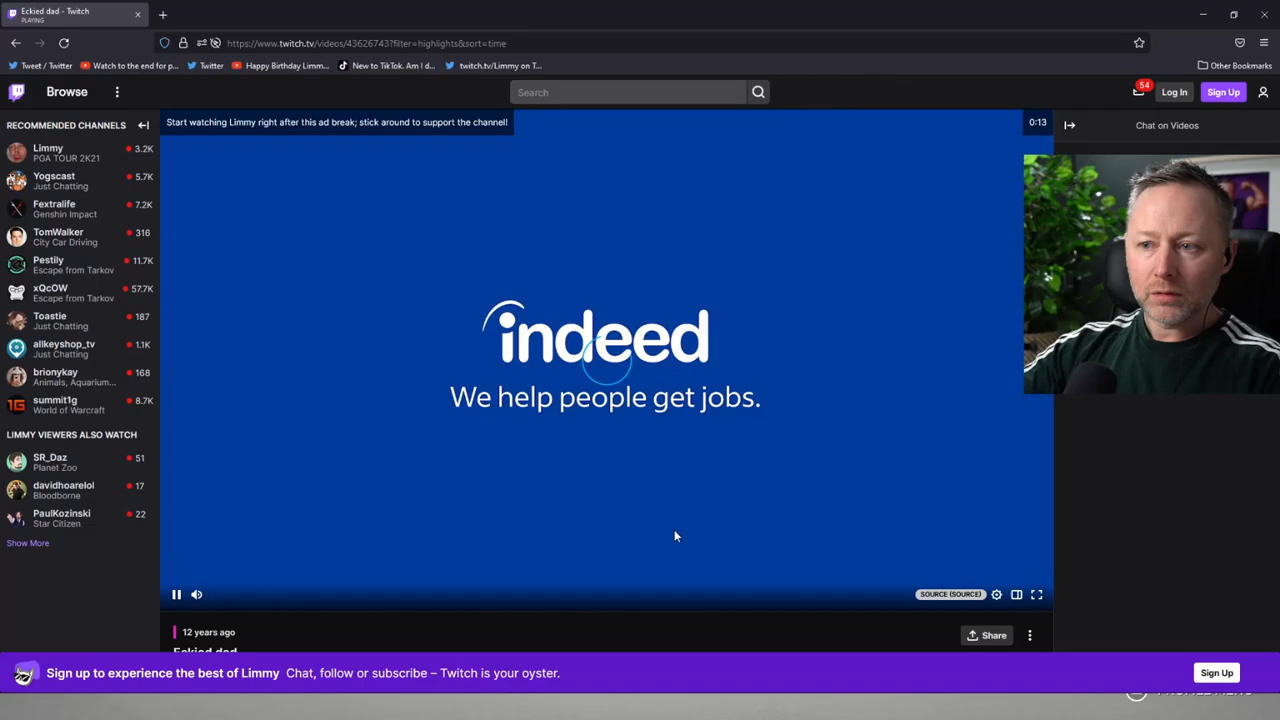 Eckied dad - Twitch
PLAYING
https://www.twitch.tv/videos/43626743?filter=highlights&sort=time
Tweet / Twitter
Watch to the end for p...
Twitter
Happy Birthday Limm...
New to TikTok. Am I d...
twitch.tv/Limmy on T...
Other Bookmarks
Browse
Search
54
Log In
Sign Up
RECOMMENDED CHANNELS
Limmy
3.2K
PGA TOUR 2K21
Yogscast
5.7K
Just Chatting
Fextralife
7.2K
Genshin Impact
TomWalker
316
City Car Driving
Pestily
11.7K
Escape from Tarkov
xQcOW
57.7K
Escape from Tarkov
Toastie
187
Just Chatting
allkeyshop_tv
1.1K
Just Chatting
brionykay
168
Animals, Aquarium...
summit1g
8.7K
World of Warcraft
LIMMY VIEWERS ALSO WATCH
SR_Daz
51
Planet Zoo
davidhoarelol
17
Bloodborne
PaulKozinski
22
Star Citizen
Show More
Start watching Limmy right after this ad break; stick around to support the channel!
0:13
indeed
We help people get jobs.
SOURCE (SOURCE)
Chat on Videos
12 years ago
Share
Eckied dad
Sign up to experience the best of Limmy Chat, follow or subscribe – Twitch is your oyster.
Sign Up